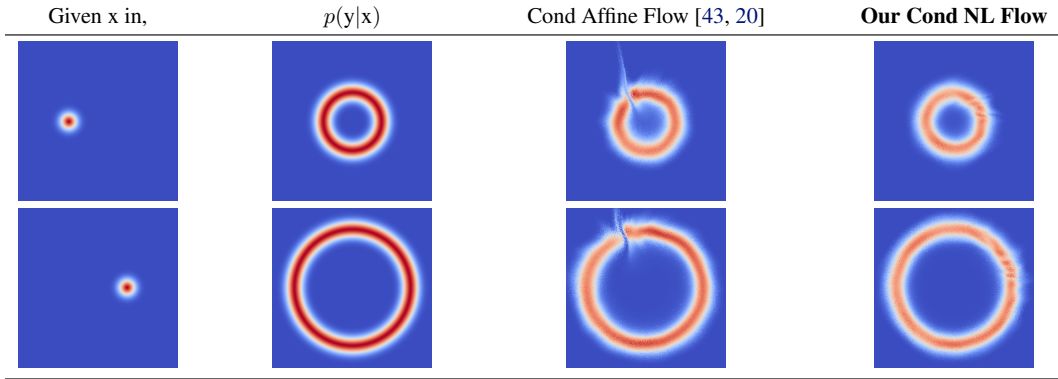 Given x in, p(y|x) Cond Affine Flow [43, 20] Our Cond NL Flow